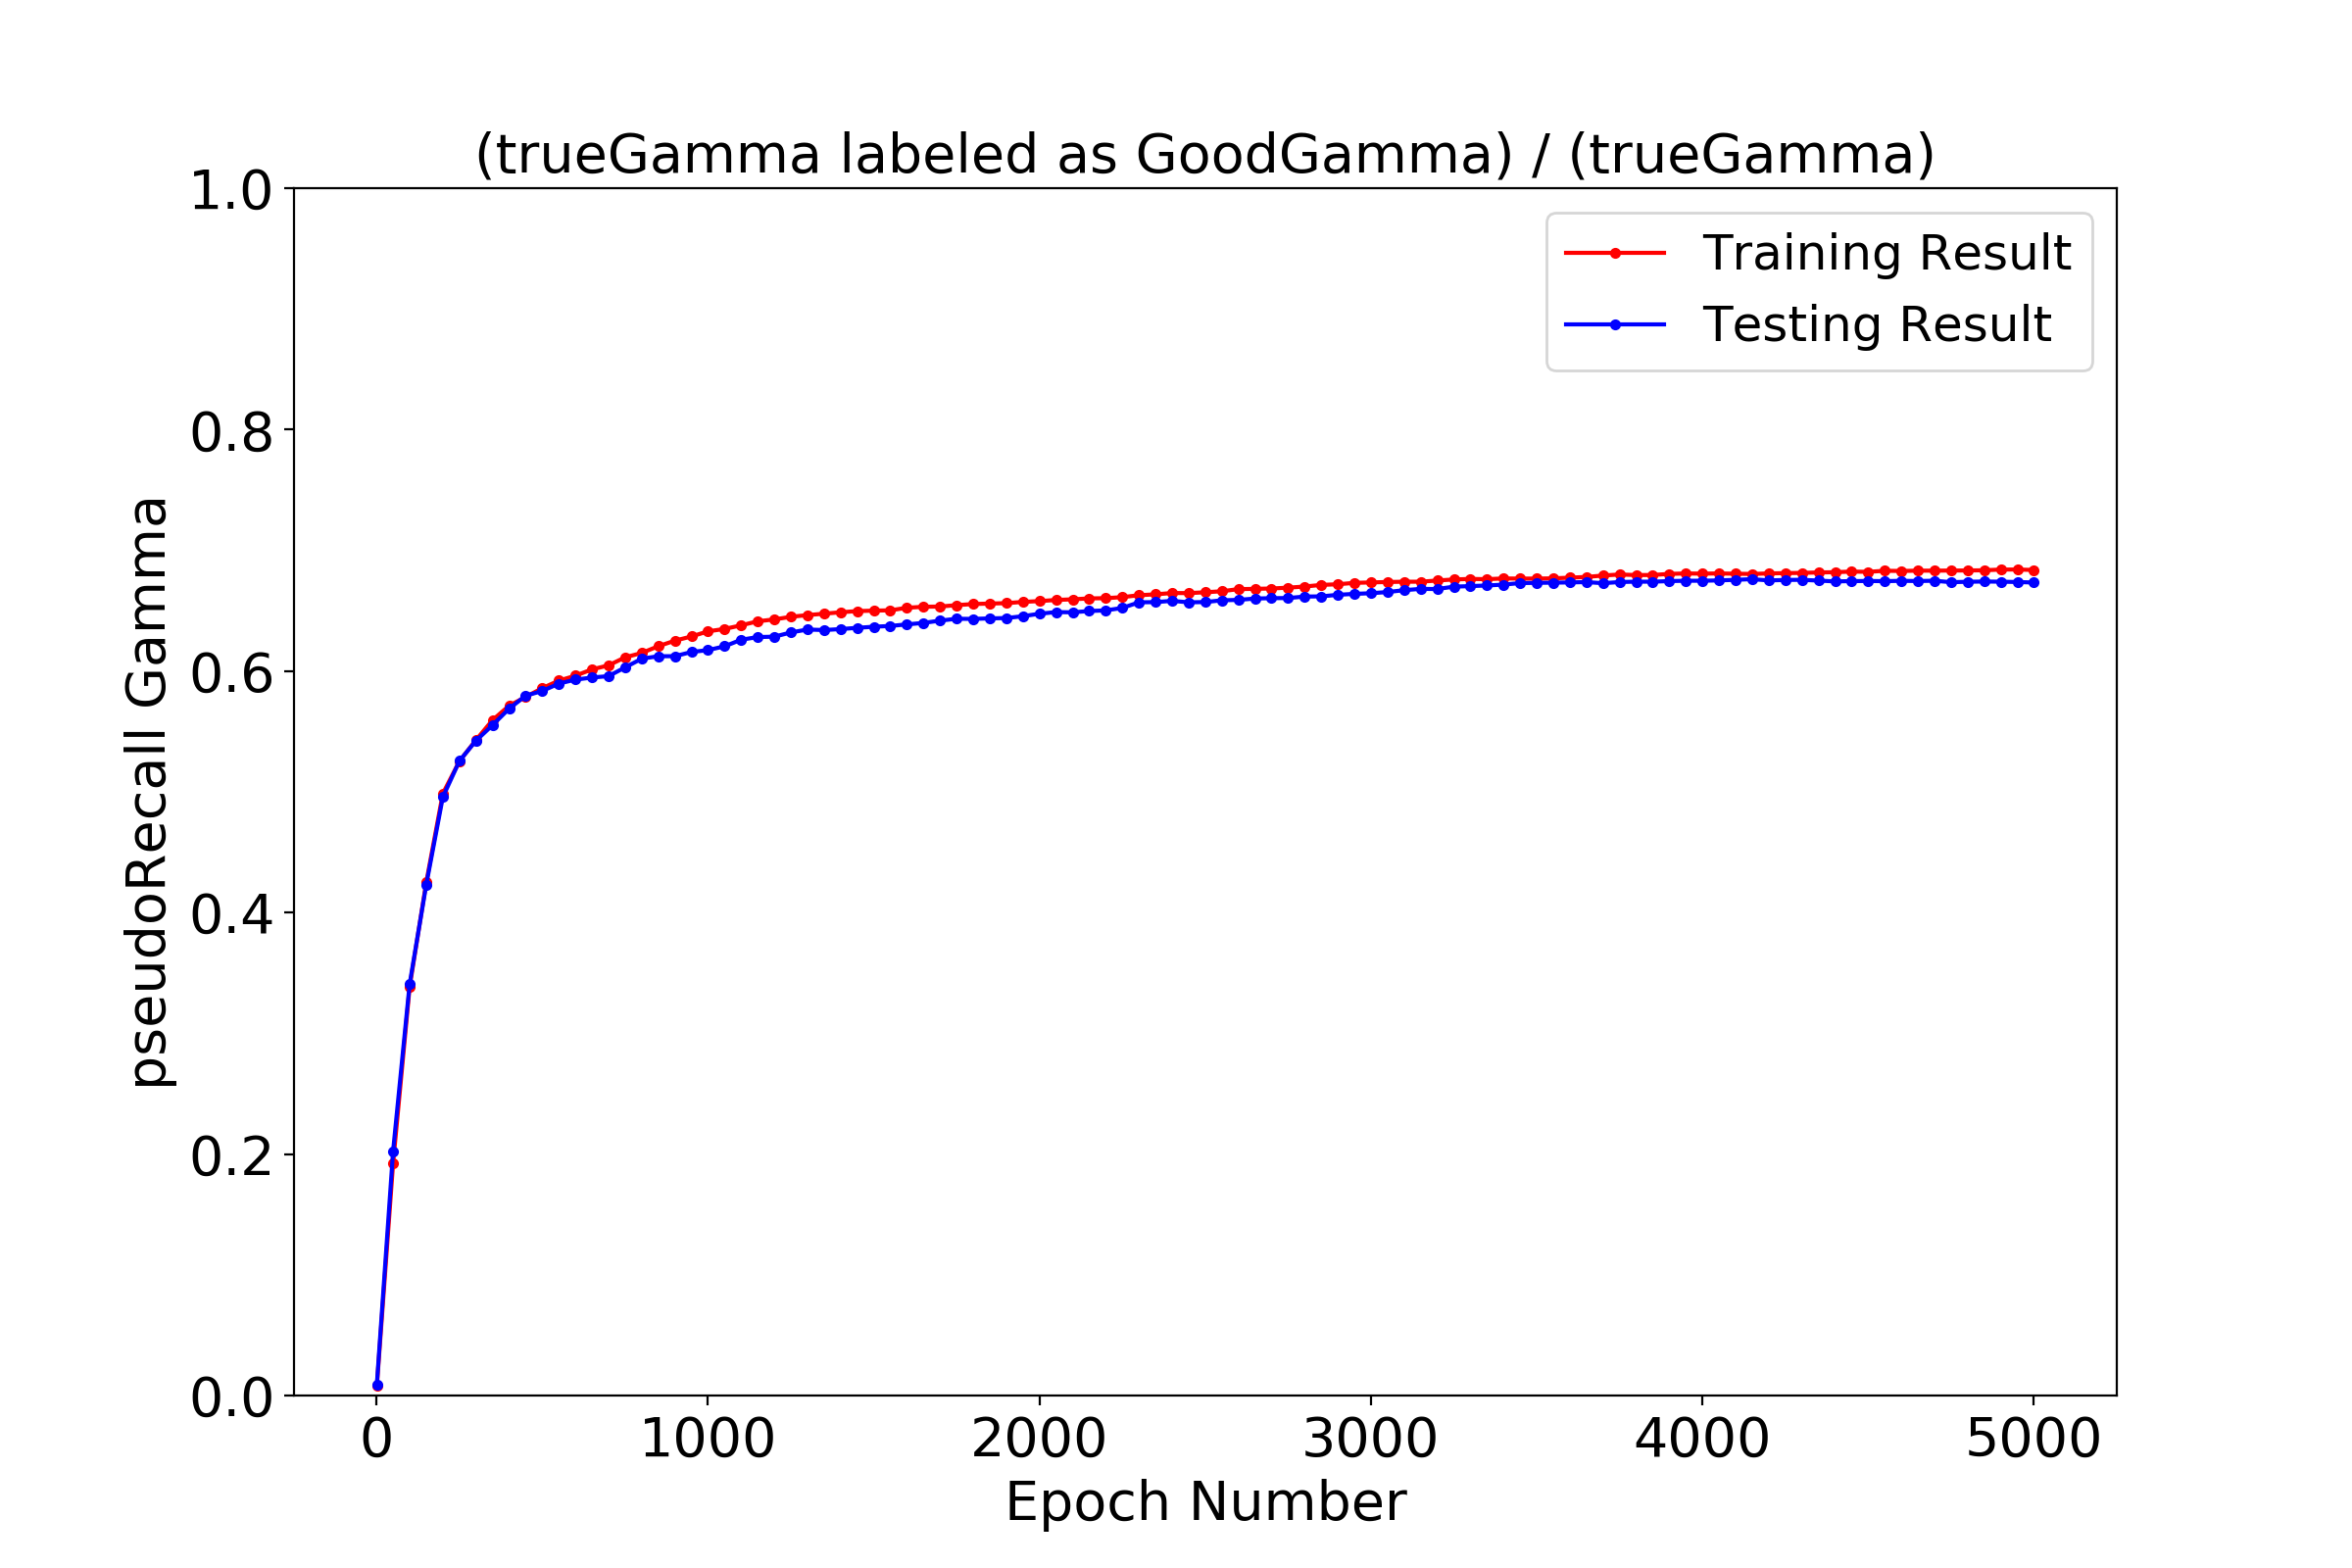 (trueGamma labeled as GoodGamma) / (trueGamma)
1.0
0.8
0.6
0.4
0.2
0.0
pseudoRecall Gamma
Training Result
Testing Result
0 1000 2000 3000 4000 5000
Epoch Number